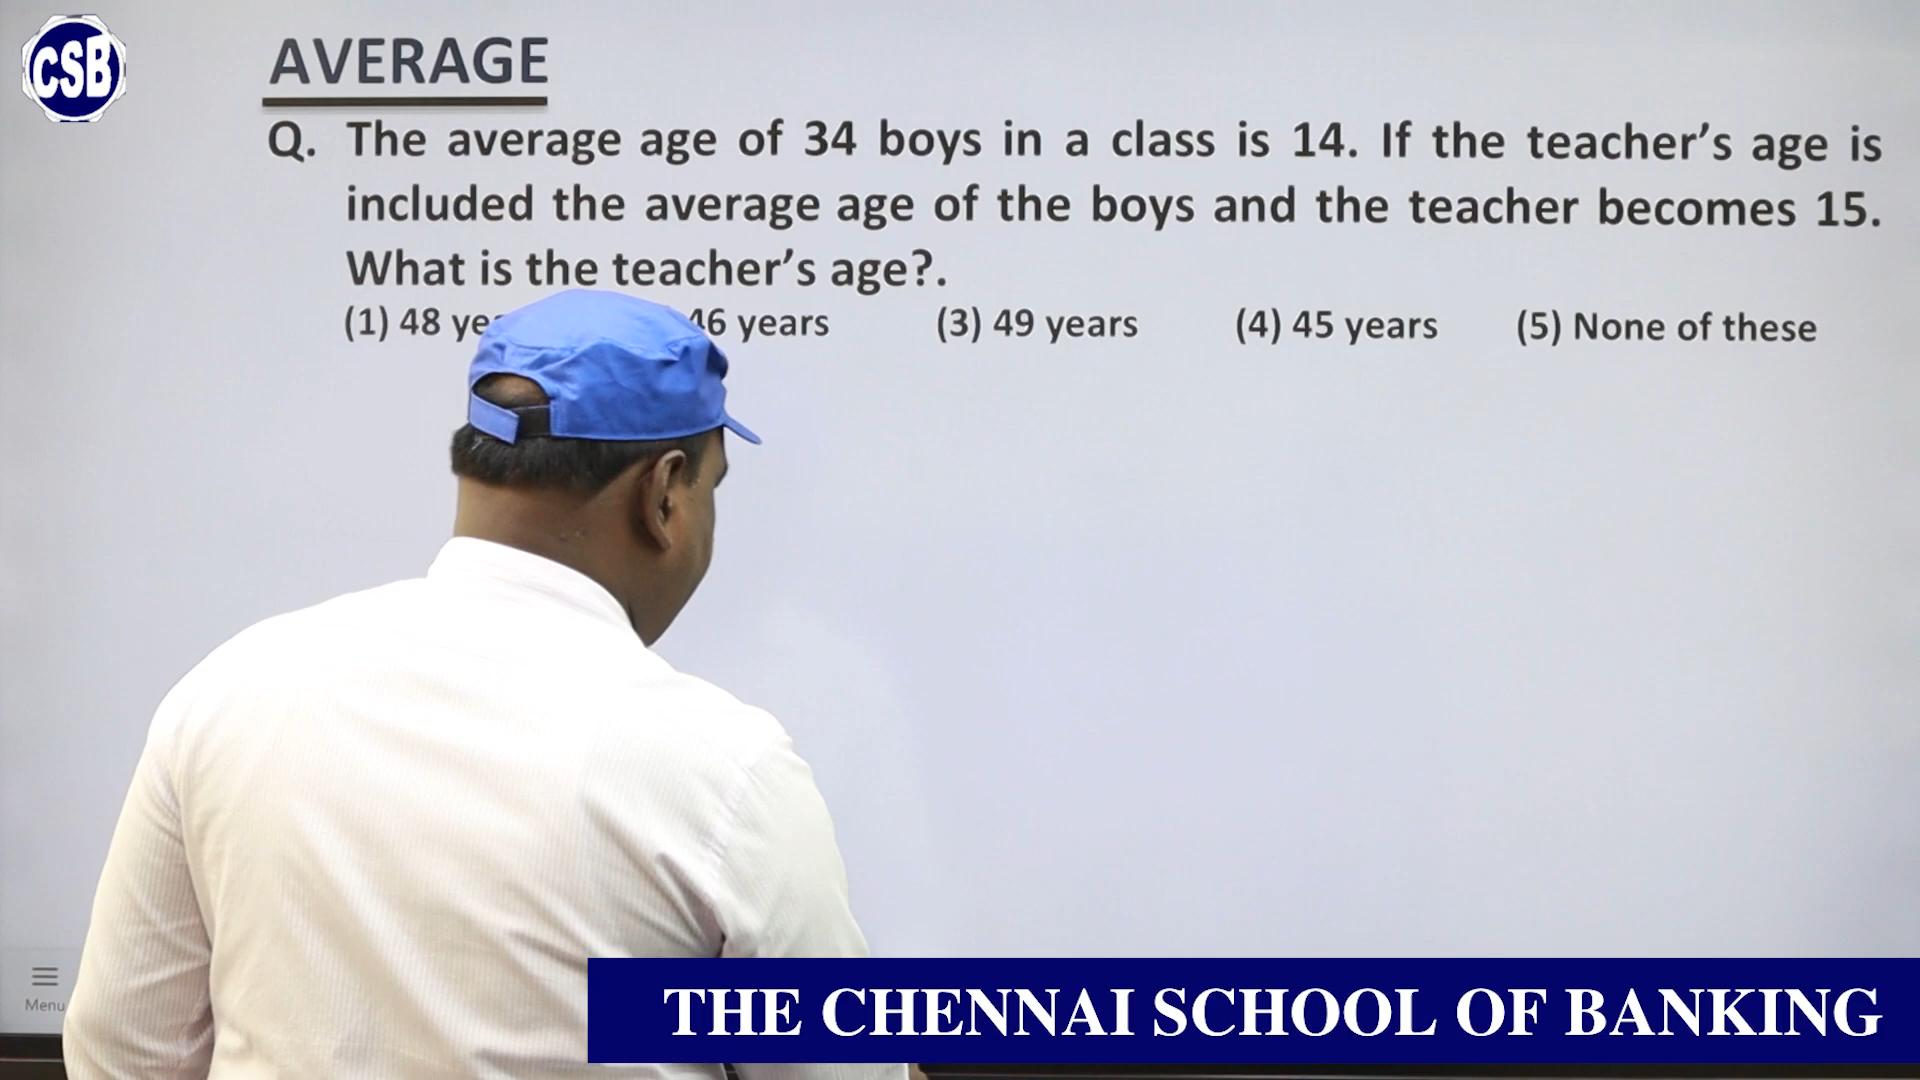 CSB
AVERAGE
Q. The average age of 34 boys in a class is 14. If the teacher's age is
included the average age of the boys and the teacher becomes 15.
What is the teacher's age?.
(1) 48 46 years (3) 49 years (4) 45 years (5) None of these
Menu
THE CHENNAI SCHOOL OF BANKING